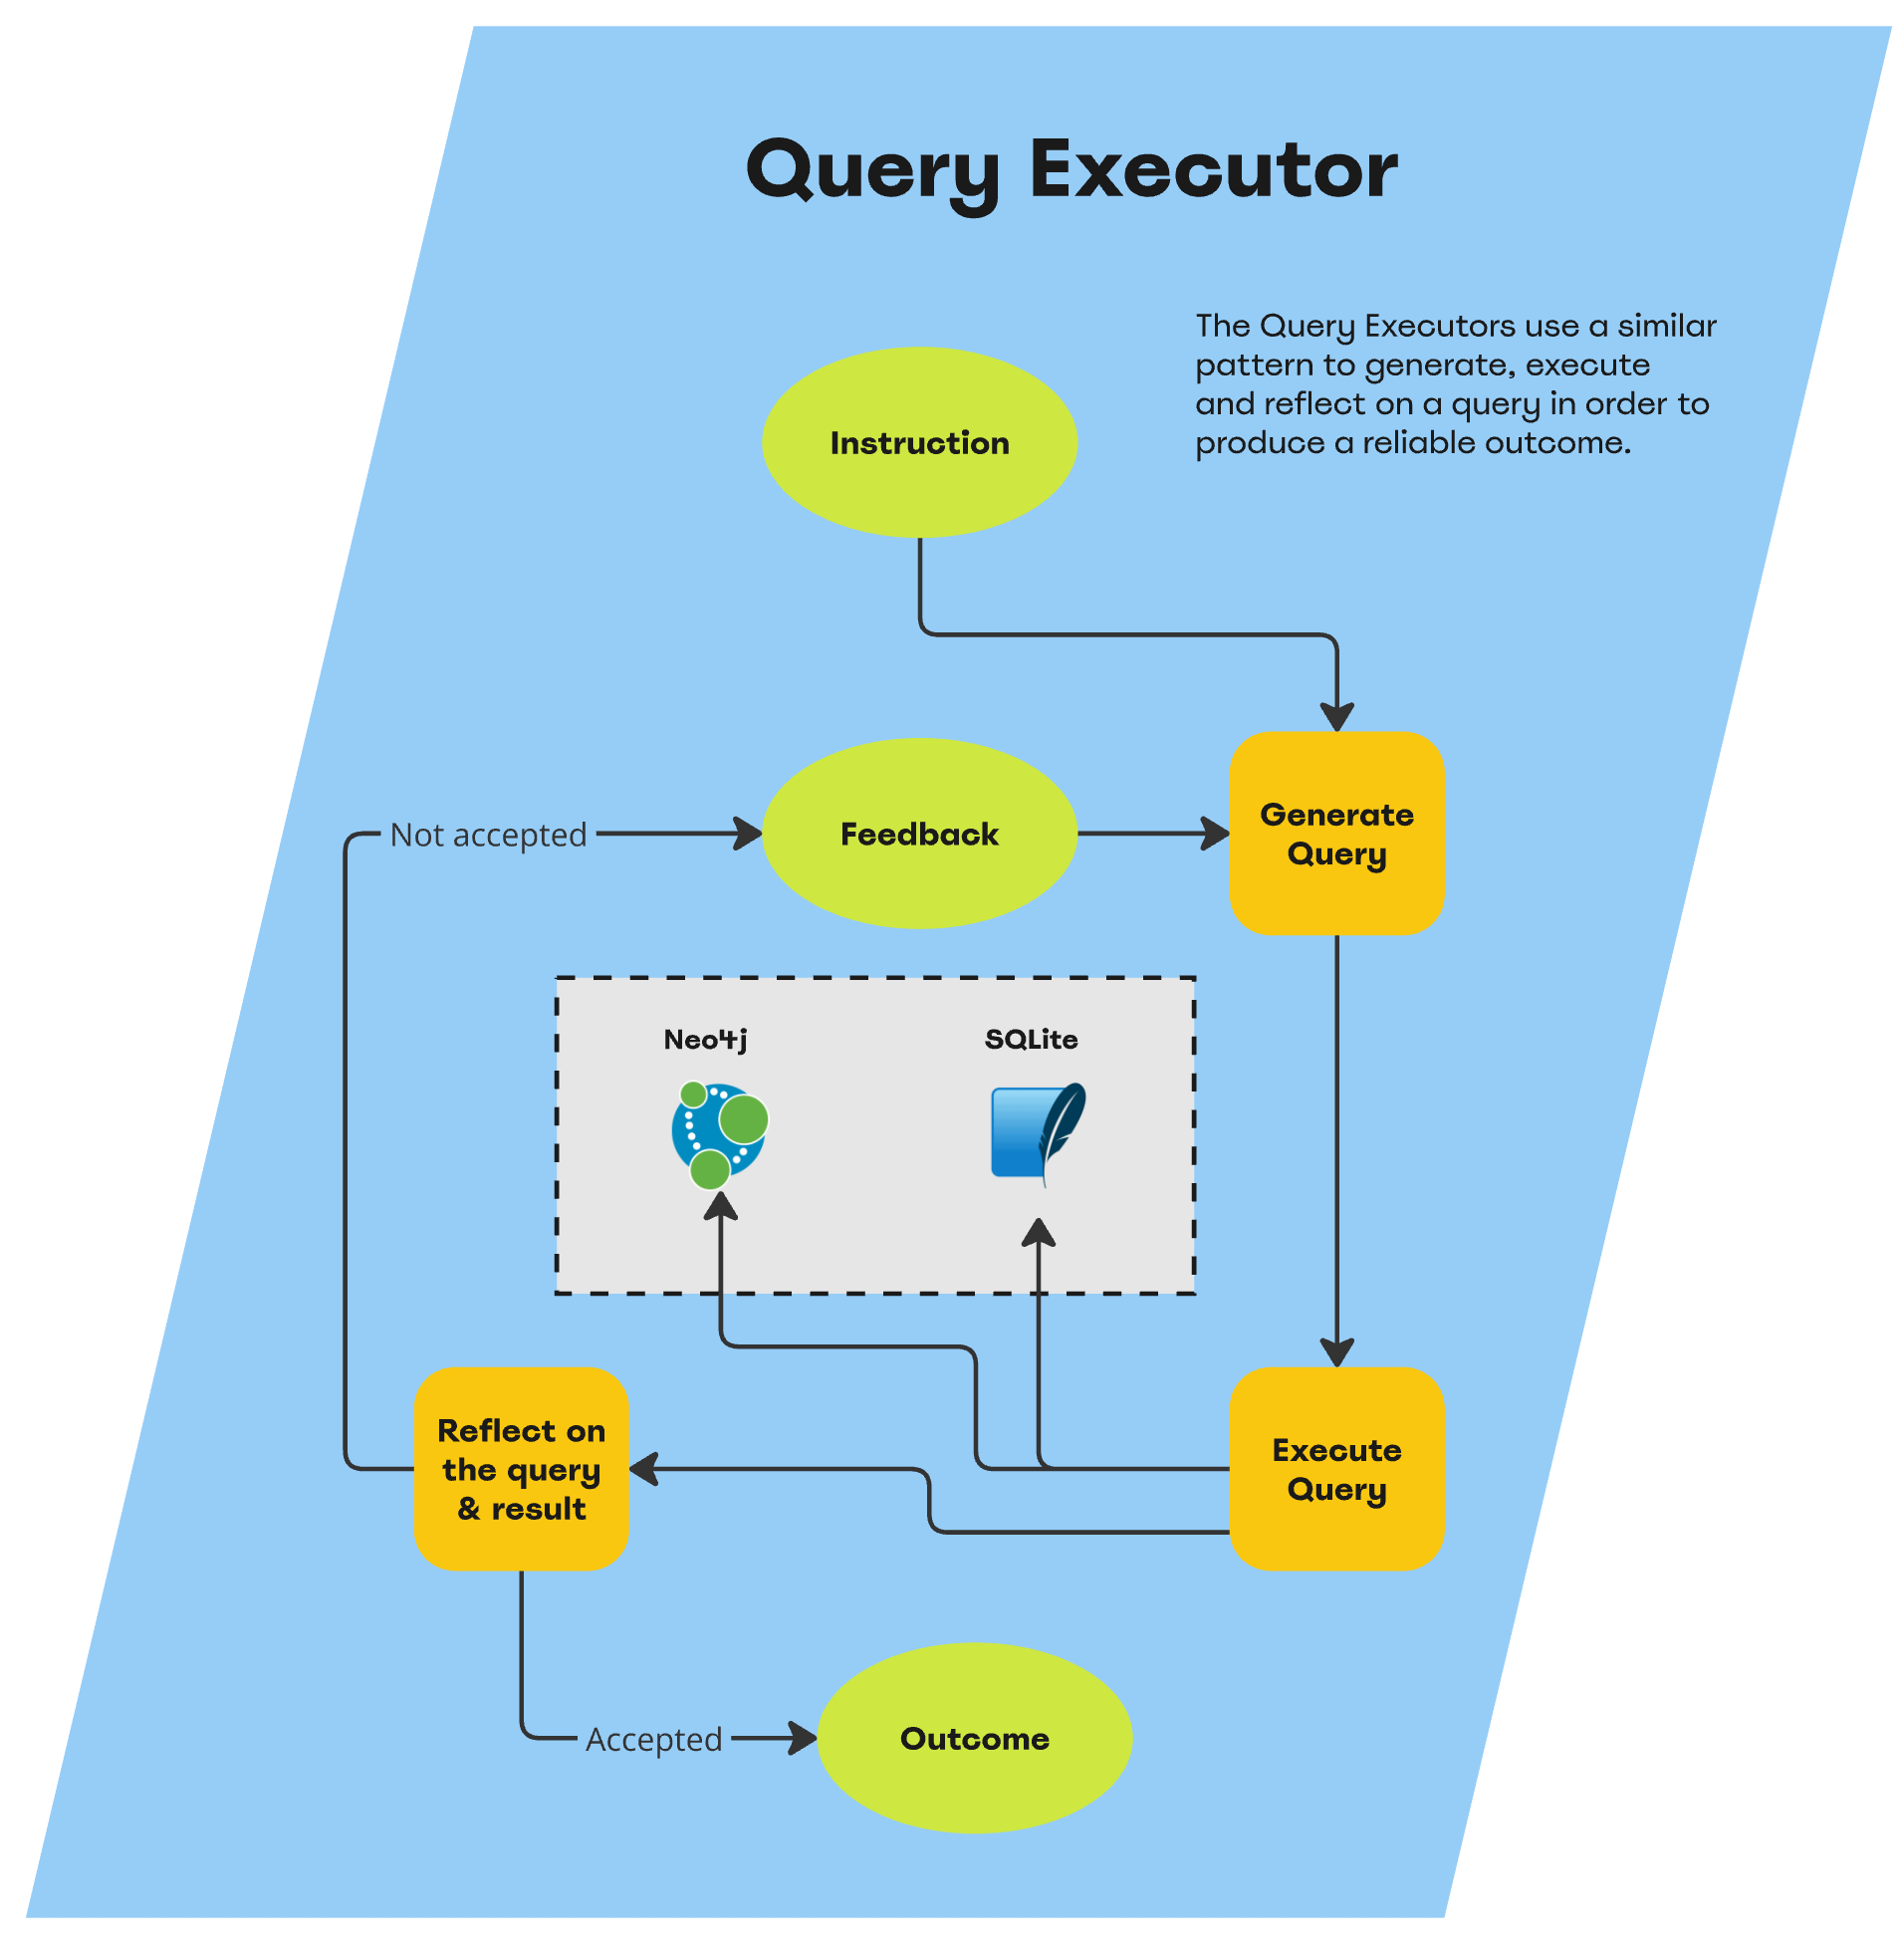 Query Executor
The Query Executors use a similar
pattern to generate, execute
and reflect on a query in order to
produce a reliable outcome.
Instruction
Not accepted
Feedback
Generate
Query
Neo4j
SQLite
Reflect on
the query
& result
Execute
Query
Accepted
Outcome